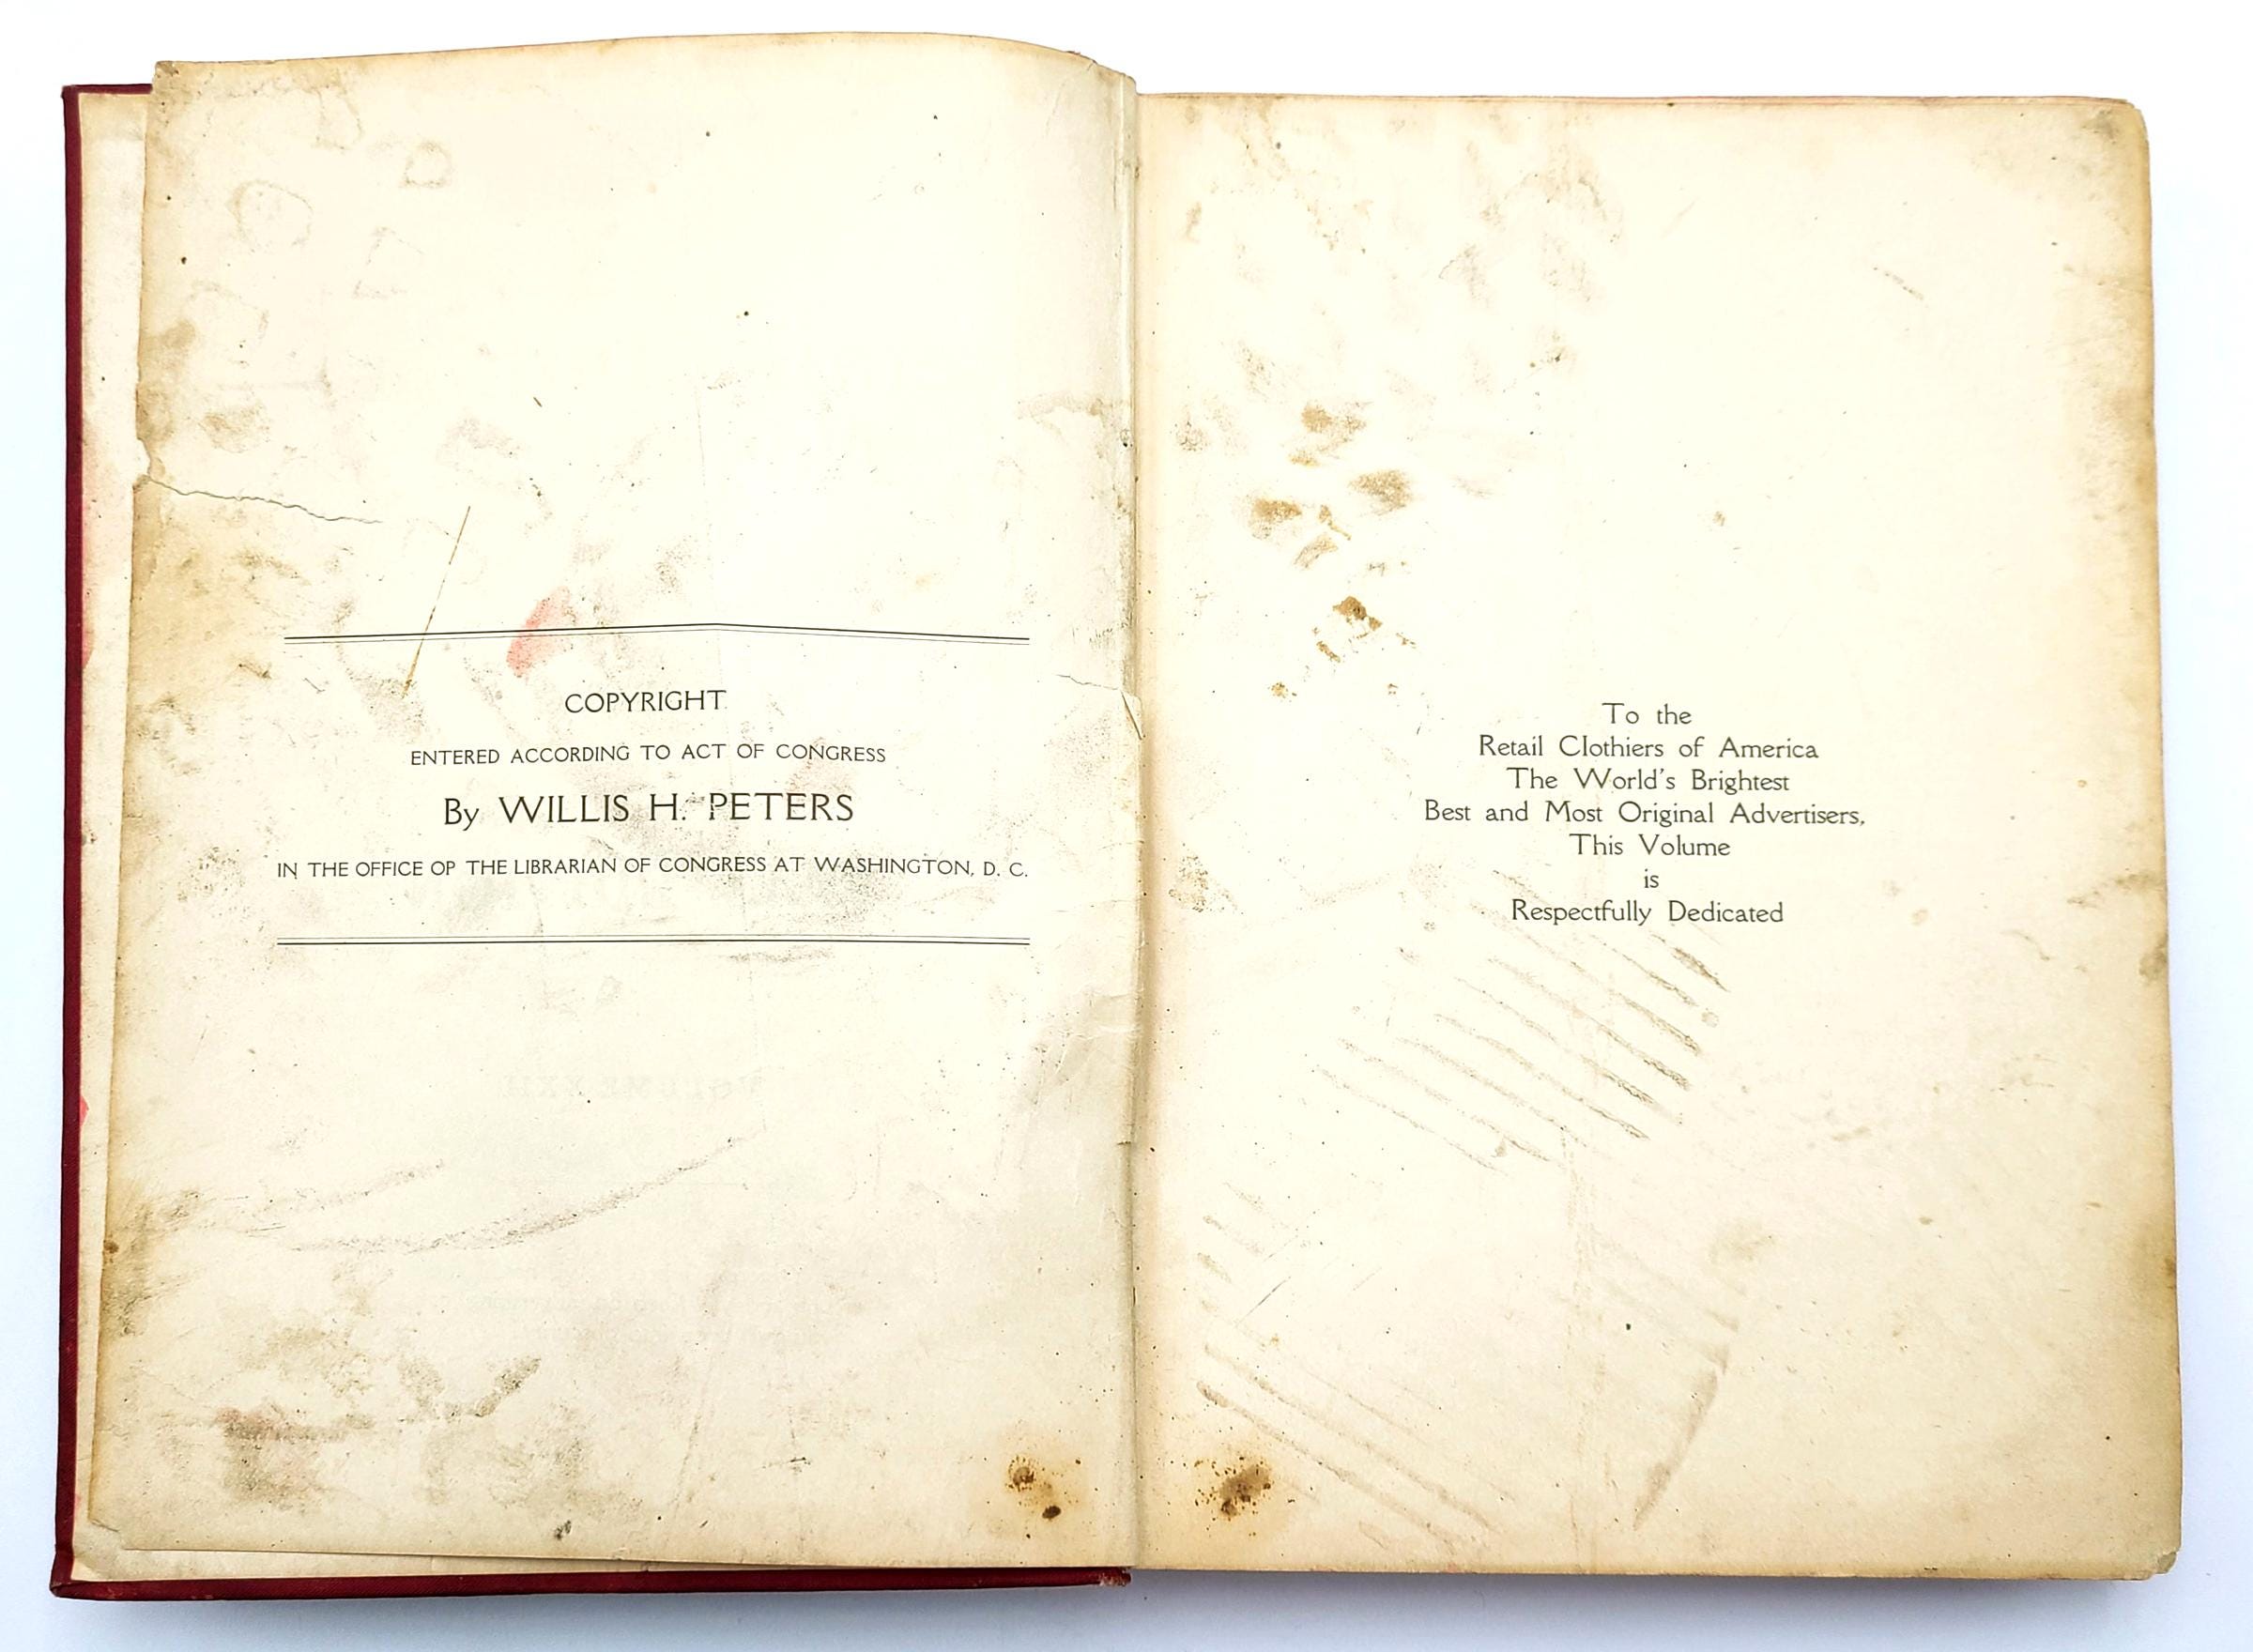 COPYRIGHT
ENTERED ACCORDING TO ACT OF CONGRESS
By WILLIS H. PETERS
IN THE OFFICE OP THE LIBRARIAN OF CONGRESS AT WASHINGTON, D. C.
To the
Retail Clothiers of America
The World's Brightest
Best and Most Original Advertisers,
This Volume
is
Respectfully Dedicated